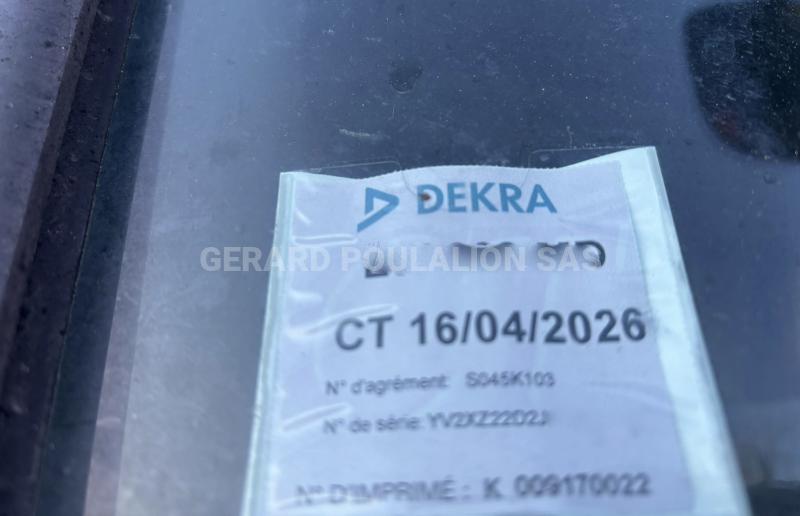 DEKRA
GERARD POULALION SAS
CT 16/04/2026
N° d'agrément: S045K103
N° de série: YV2XZ22D2J
N° D'IMPRIMÉ : K 009170022